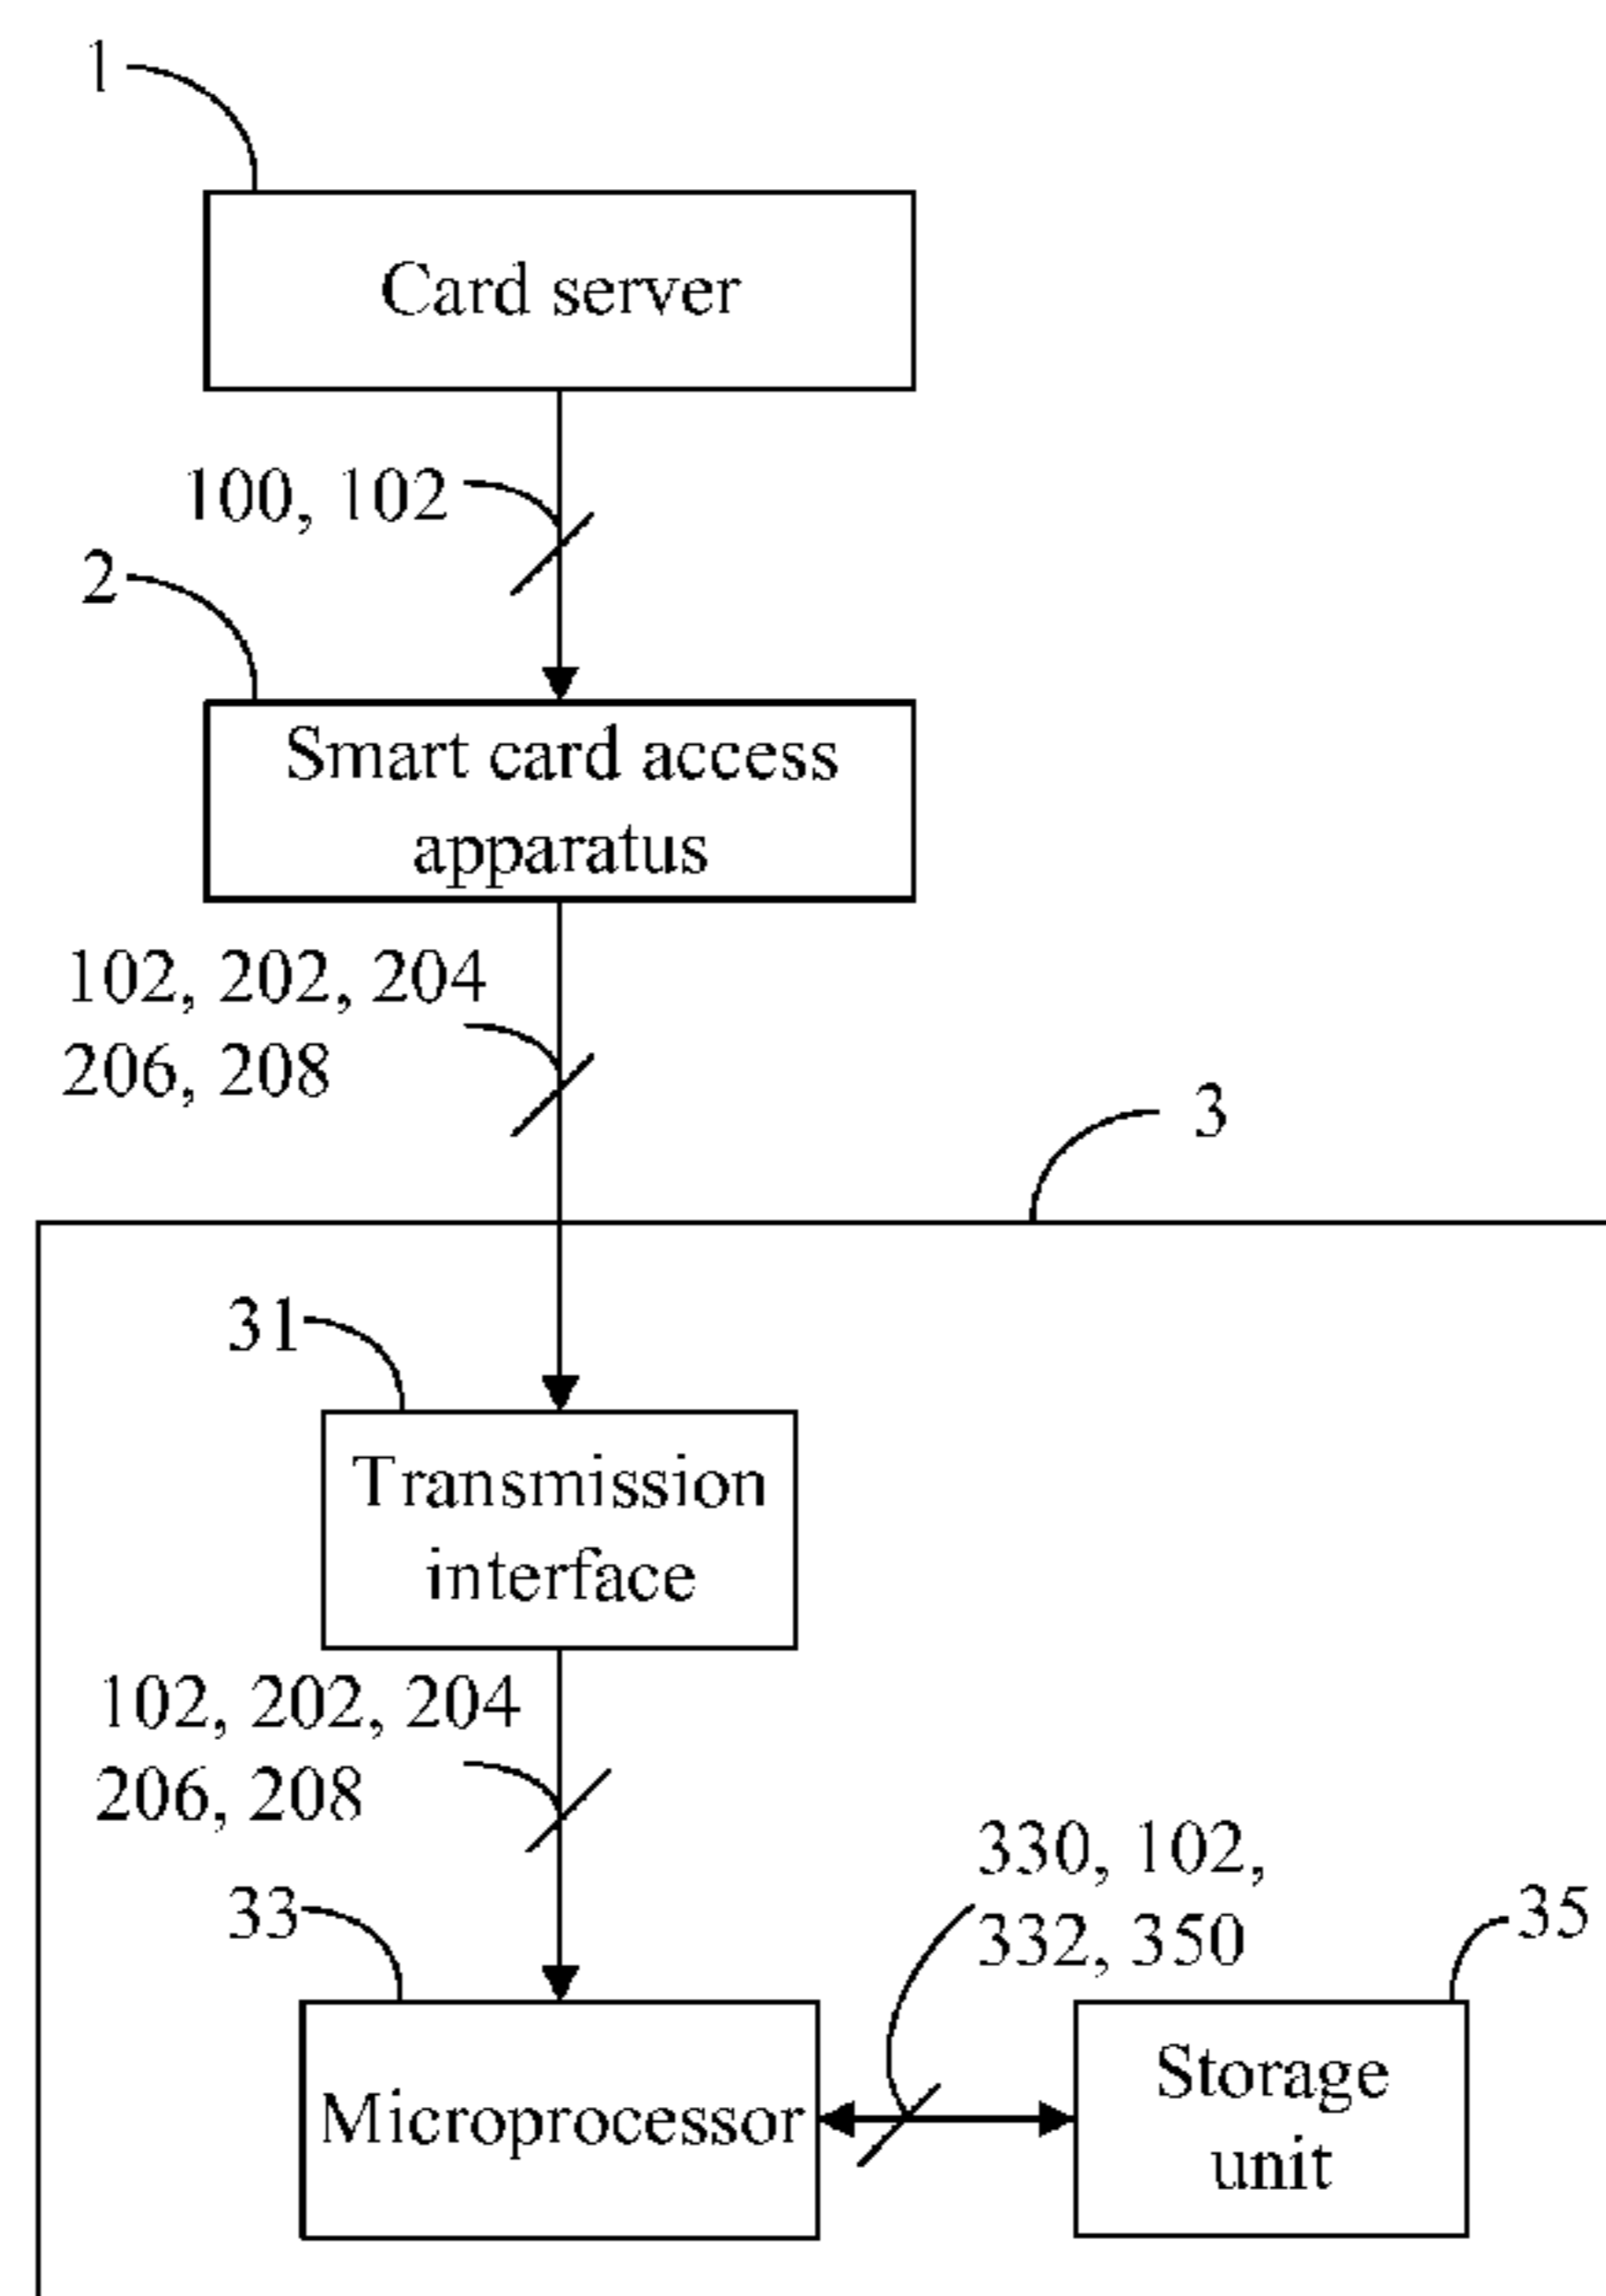 1
Card server
100, 102
2
Smart card access
apparatus
102, 202, 204
206, 208
3
31
Transmission
interface
102, 202, 204
206, 208
330, 102,
332, 350
33
35
Microprocessor
Storage
unit